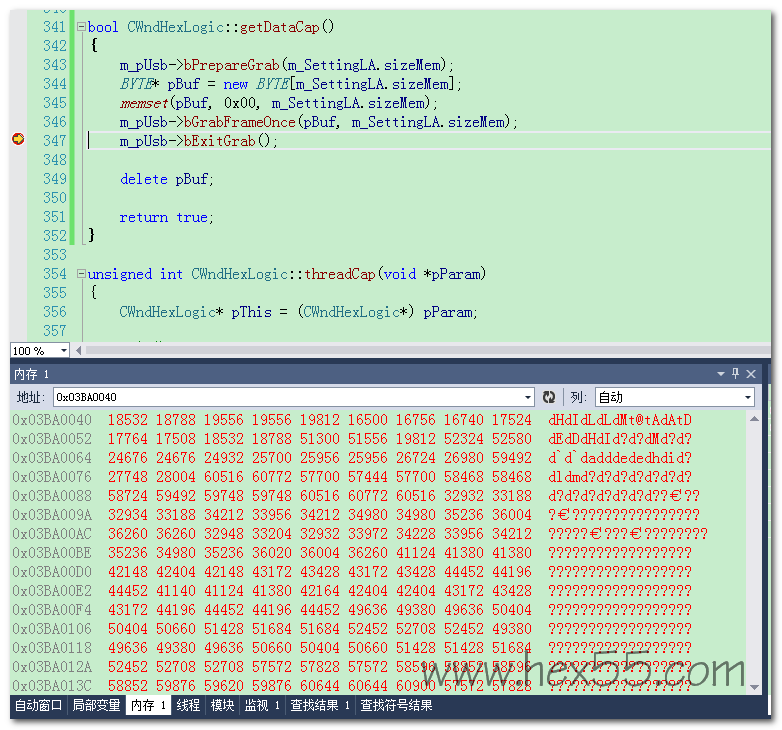 341 bool CWndHexLogic::getDataCap()
342 {
343 m_pUsb->bPrepareGrab(m_SettingLA.sizeMem);
344 BYTE* pBuf = new BYTE[m_SettingLA.sizeMem];
345 memset(pBuf, 0x00, m_SettingLA.sizeMem);
346 m_pUsb->bGrabFrameOnce(pBuf, m_SettingLA.sizeMem);
347 m_pUsb->bExitGrab();
348
349 delete pBuf;
350
351 return true;
352 }
353
354 unsigned int CWndHexLogic::threadCap(void *pParam)
355 {
356 CWndHexLogic* pThis = (CWndHexLogic*) pParam;
357
100 %
内存 1
地址: 0x03BA0040 列: 自动
0x03BA0040 18532 18788 19556 19556 19812 16500 16756 16740 17524 dHdIdLdLdMt@tAdAtD
0x03BA0052 17764 17508 18532 18788 51300 51556 19812 52324 52580 dEdDdHdId?d?dMd?d?
0x03BA0064 24676 24676 24932 25700 25956 25956 26724 26980 59492 d`d`dadddededhdid?
0x03BA0076 27748 28004 60516 60772 57700 57444 57700 58468 58468 dldmd?d?d?d?d?d?d?
0x03BA0088 58724 59492 59748 59748 60516 60772 60516 32932 33188 d?d?d?d?d?d?d??€'??
0x03BA009A 32934 33188 34212 33956 34212 34980 34980 35236 36004 ?€'????????????????
0x03BA00AC 36260 36260 32948 33204 32932 33972 34228 33956 34212 ?????€'???€'????????
0x03BA00BE 35236 34980 35236 36020 36004 36260 41124 41380 41380 ??????????????????
0x03BA00D0 42148 42404 42148 43172 43428 43172 43428 44452 44196 ??????????????????
0x03BA00E2 44452 41140 41124 41380 42164 42404 42404 43172 43428 ??????????????????
0x03BA00F4 43172 44196 44452 44196 44452 49636 49380 49636 50404 ??????????????????
0x03BA0106 50404 50660 51428 51684 51684 52452 52708 52452 49380 ??????????????????
0x03BA0118 49636 49380 49636 50660 50404 50660 51428 51428 51684 ??????????????????
0x03BA012A 52452 52708 52708 57572 57828 57572 58596
0x03BA013C 58852 59876 59620 59876 60644 60644 60900 57572 57828
www.hex55.com
自动窗口 局部变量 内存 1 线程 模块 监视 1 查找结果 1 查找符号结果